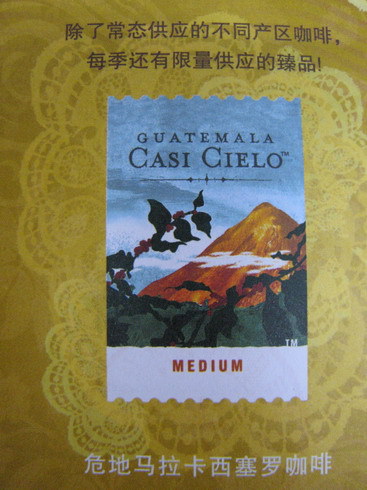 除了常态供应的不同产区咖啡,
每季还有限量供应的臻品!
GUATEMALA
CASI CIELO™
TM
MEDIUM
危地马拉卡西塞罗咖啡